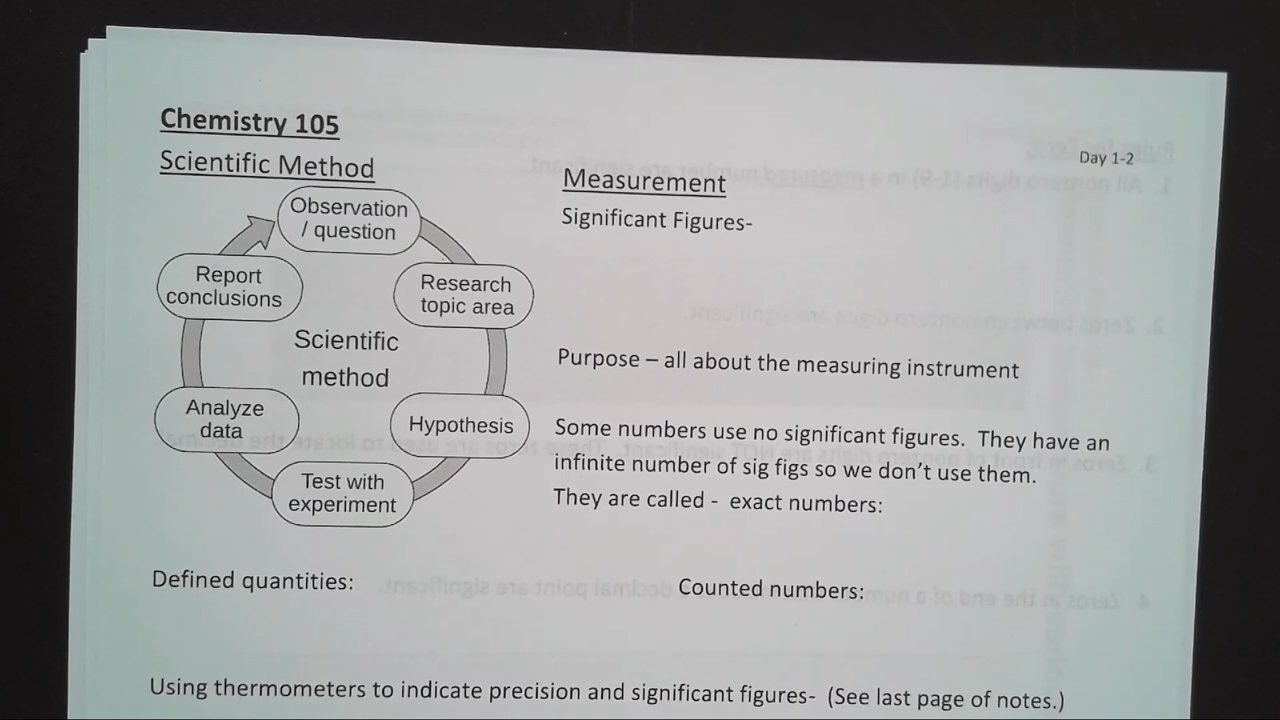 Chemistry 105
Day 1-2
Scientific Method
Observation
/ question
Research
topic area
Hypothesis
Test with
experiment
Analyze
data
Report
conclusions
Scientific
method
Measurement
Significant Figures-
Purpose – all about the measuring instrument
Some numbers use no significant figures.  They have an
infinite number of sig figs so we don’t use them.
They are called -  exact numbers:
Defined quantities:
Counted numbers:
Using thermometers to indicate precision and significant figures-  (See last page of notes.)